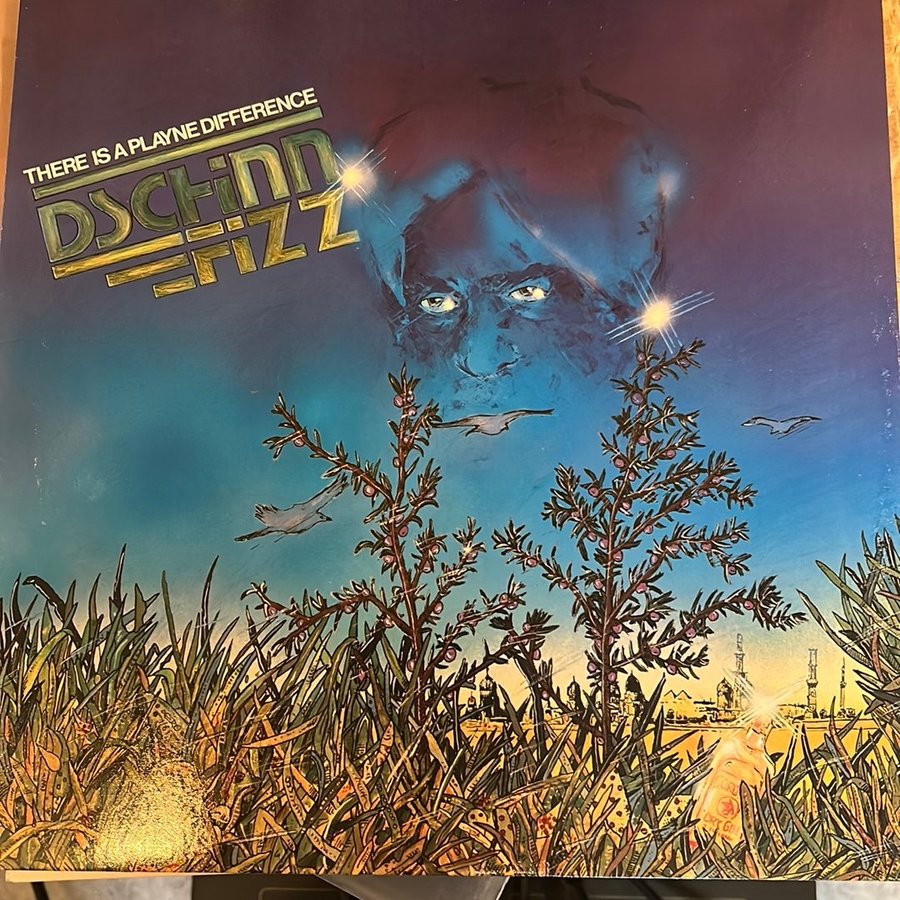 THERE IS A PLAYNE DIFFERENCE
DSCHINN
FIZZ